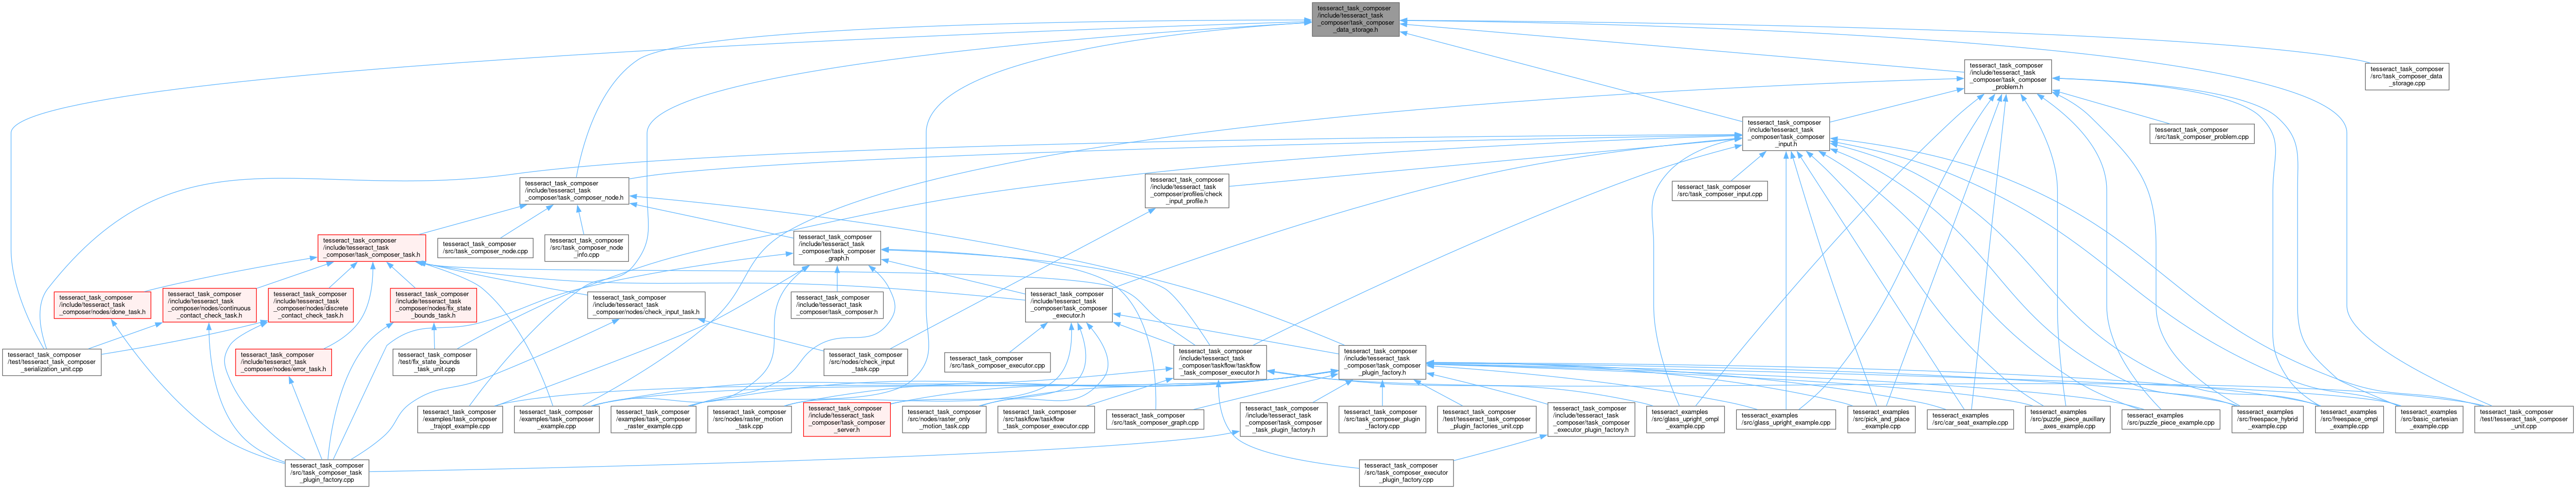 tesseract_task_composer
/include/tesseract_task
_composer/task_composer
_data_storage.h
tesseract_task_composer
/include/tesseract_task
_composer/task_composer
_problem.h
tesseract_task_composer
/src/task_composer_data
_storage.cpp
tesseract_task_composer
/include/tesseract_task
_composer/task_composer
_input.h
tesseract_task_composer
/src/task_composer_problem.cpp
tesseract_task_composer
/include/tesseract_task
_composer/task_composer_node.h
tesseract_task_composer
/include/tesseract_task
_composer/profiles/check
_input_profile.h
tesseract_task_composer
/src/task_composer_input.cpp
tesseract_task_composer
/include/tesseract_task
_composer/task_composer_task.h
tesseract_task_composer
/src/task_composer_node.cpp
tesseract_task_composer
/src/task_composer_node
_info.cpp
tesseract_task_composer
/include/tesseract_task
_composer/task_composer
_graph.h
tesseract_task_composer
/include/tesseract_task
_composer/nodes/done_task.h
tesseract_task_composer
/include/tesseract_task
_composer/nodes/continuous
_contact_check_task.h
tesseract_task_composer
/include/tesseract_task
_composer/nodes/discrete
_contact_check_task.h
tesseract_task_composer
/include/tesseract_task
_composer/nodes/fix_state
_bounds_task.h
tesseract_task_composer
/include/tesseract_task
_composer/nodes/check_input_task.h
tesseract_task_composer
/include/tesseract_task
_composer/task_composer.h
tesseract_task_composer
/include/tesseract_task
_composer/task_composer
_executor.h
tesseract_task_composer
/test/tesseract_task_composer
_serialization_unit.cpp
tesseract_task_composer
/include/tesseract_task
_composer/nodes/error_task.h
tesseract_task_composer
/test/fix_state_bounds
_task_unit.cpp
tesseract_task_composer
/src/nodes/check_input
_task.cpp
tesseract_task_composer
/src/task_composer_executor.cpp
tesseract_task_composer
/include/tesseract_task
_composer/taskflow/taskflow
_task_composer_executor.h
tesseract_task_composer
/include/tesseract_task
_composer/task_composer
_plugin_factory.h
tesseract_task_composer
/examples/task_composer
_trajopt_example.cpp
tesseract_task_composer
/examples/task_composer
_example.cpp
tesseract_task_composer
/examples/task_composer
_raster_example.cpp
tesseract_task_composer
/src/nodes/raster_motion
_task.cpp
tesseract_task_composer
/include/tesseract_task
_composer/task_composer
_server.h
tesseract_task_composer
/src/nodes/raster_only
_motion_task.cpp
tesseract_task_composer
/src/taskflow/taskflow
_task_composer_executor.cpp
tesseract_task_composer
/src/task_composer_graph.cpp
tesseract_task_composer
/include/tesseract_task
_composer/task_composer
_task_plugin_factory.h
tesseract_task_composer
/src/task_composer_plugin
_factory.cpp
tesseract_task_composer
/test/tesseract_task_composer
_plugin_factories_unit.cpp
tesseract_task_composer
/include/tesseract_task
_composer/task_composer
_executor_plugin_factory.h
tesseract_examples
/src/glass_upright_ompl
_example.cpp
tesseract_examples
/src/glass_upright_example.cpp
tesseract_examples
/src/pick_and_place
_example.cpp
tesseract_examples
/src/car_seat_example.cpp
tesseract_examples
/src/puzzle_piece_auxillary
_axes_example.cpp
tesseract_examples
/src/puzzle_piece_example.cpp
tesseract_examples
/src/freespace_hybrid
_example.cpp
tesseract_examples
/src/freespace_ompl
_example.cpp
tesseract_examples
/src/basic_cartesian
_example.cpp
tesseract_task_composer
/test/tesseract_task_composer
_unit.cpp
tesseract_task_composer
/src/task_composer_task
_plugin_factory.cpp
tesseract_task_composer
/src/task_composer_executor
_plugin_factory.cpp